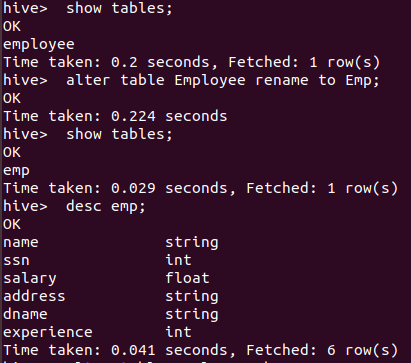 hive>  show tables;
OK
employee
Time taken: 0.2 seconds, Fetched: 1 row(s)
hive>  alter table Employee rename to Emp;
OK
Time taken: 0.224 seconds
hive>  show tables;
OK
emp
Time taken: 0.029 seconds, Fetched: 1 row(s)
hive>  desc emp;
OK
name                string
ssn                 int
salary              float
address             string
dname               string
experience          int
Time taken: 0.041 seconds, Fetched: 6 row(s)